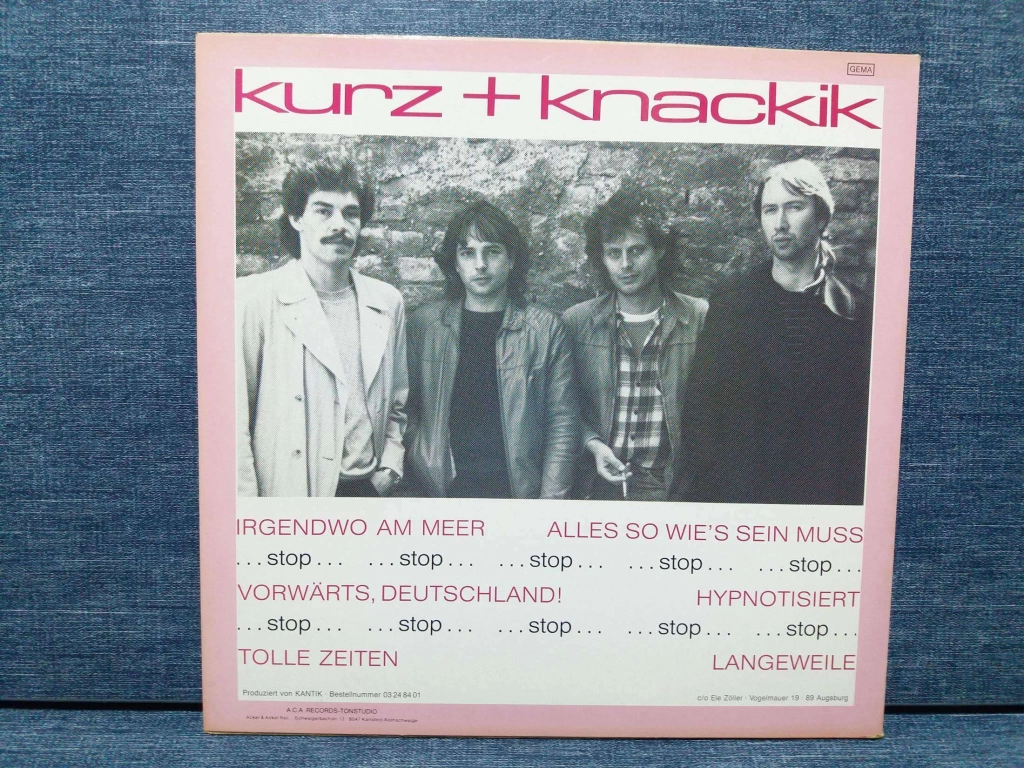 GEMA
kurz + knackik
IRGENDWO AM MEER ALLES SO WIE'S SEIN MUSS
...stop... ...stop... ...stop... ...stop... ...stop...
VORWÄRTS, DEUTSCHLAND! HYPNOTISIERT
...stop... ...stop... ...stop... ...stop... ...stop...
TOLLE ZEITEN LANGEWEILE
Produziert von KANTIK · Bestellnummer 03 24 84 01 c/o Ele Zöller · Vogelmauer 19 · 89 Augsburg
A.C.A. RECORDS-TONSTUDIO